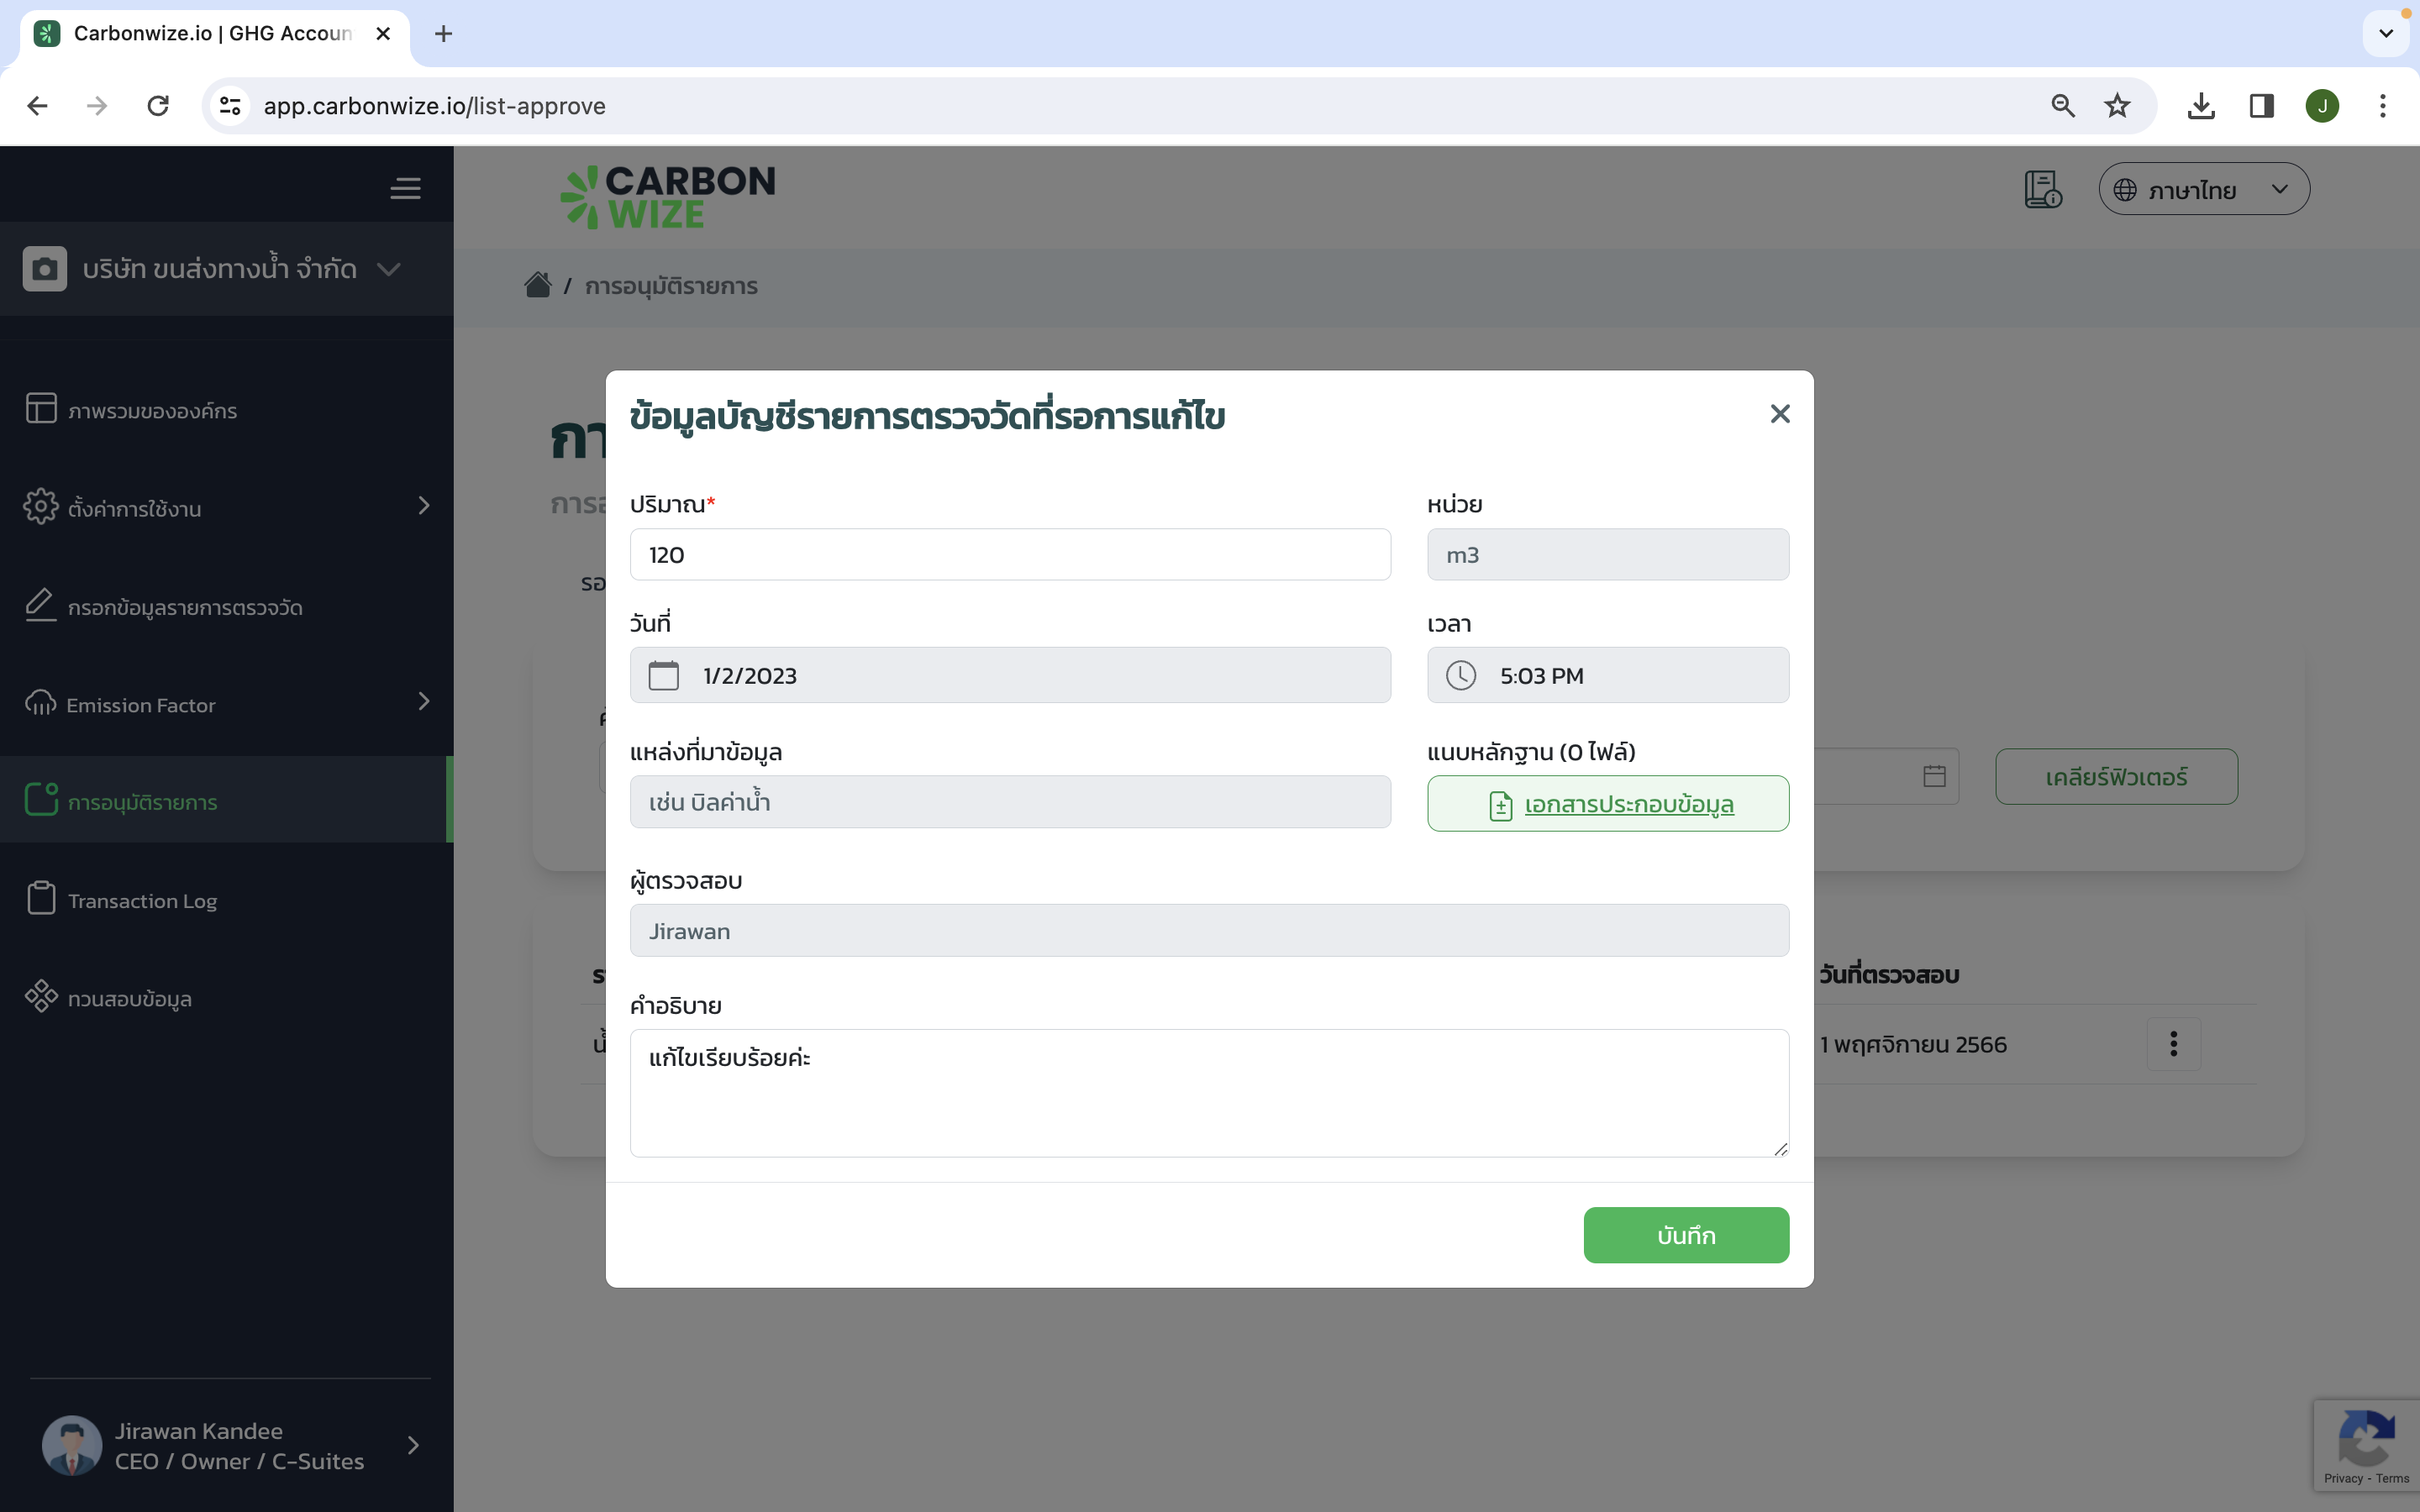 Carbonwize.io | GHG Accoun
app.carbonwize.io/list-approve
CARBON
WIZE
ภาษาไทย
บริษัท ขนส่งทางน้ำ จำกัด
/ การอนุมัติรายการ
ภาพรวมขององค์กร
ตั้งค่าการใช้งาน
กรอกข้อมูลรายการตรวจวัด
Emission Factor
การอนุมัติรายการ
Transaction Log
ทวนสอบข้อมูล
Jirawan Kandee
CEO / Owner / C-Suites
ข้อมูลบัญชีรายการตรวจวัดที่รอการแก้ไข
ปริมาณ*
หน่วย
120
m3
วันที่
เวลา
1/2/2023
5:03 PM
แหล่งที่มาข้อมูล
แนบหลักฐาน (0 ไฟล์)
เช่น บิลค่าน้ำ
เอกสารประกอบข้อมูล
เคลียร์ฟิวเตอร์
ผู้ตรวจสอบ
Jirawan
วันที่ตรวจสอบ
คำอธิบาย
แก้ไขเรียบร้อยค่ะ
1 พฤศจิกายน 2566
บันทึก
J
Privacy - Terms